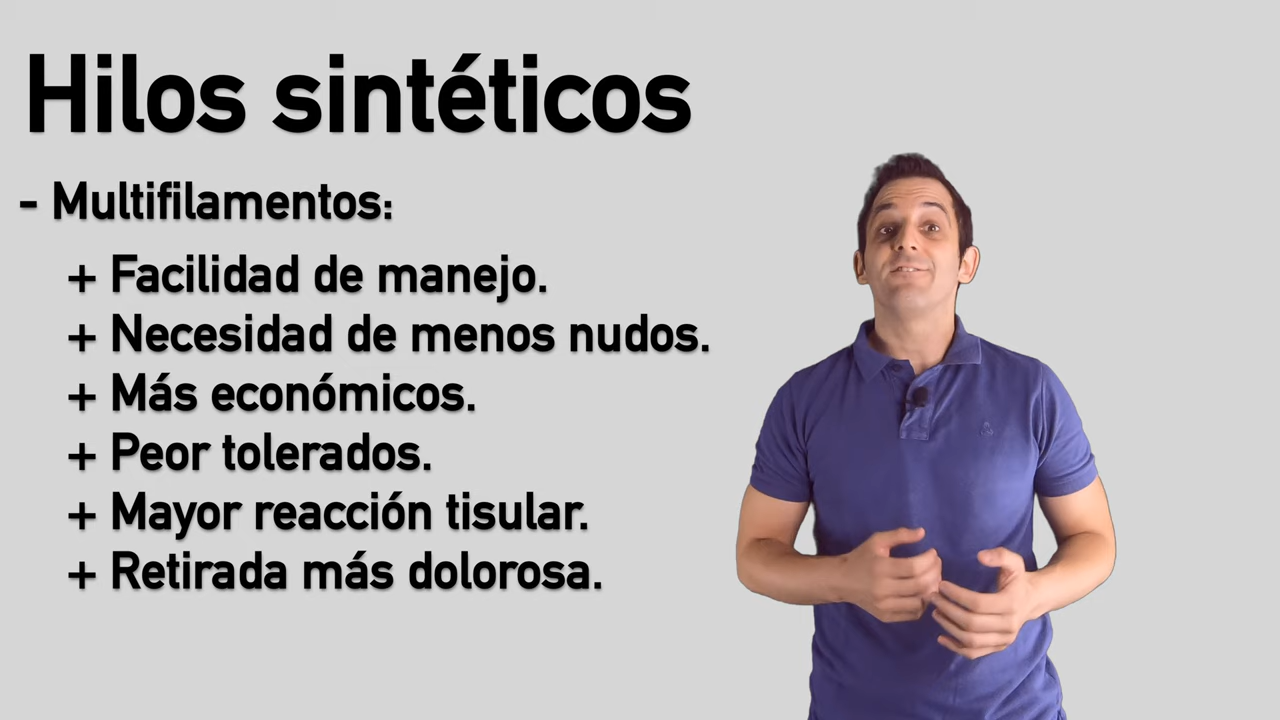 Hilos sintéticos
- Multifilamentos:
+ Facilidad de manejo.
+ Necesidad de menos nudos.
+ Más económicos.
+ Peor tolerados.
+ Mayor reacción tisular.
+ Retirada más dolorosa.